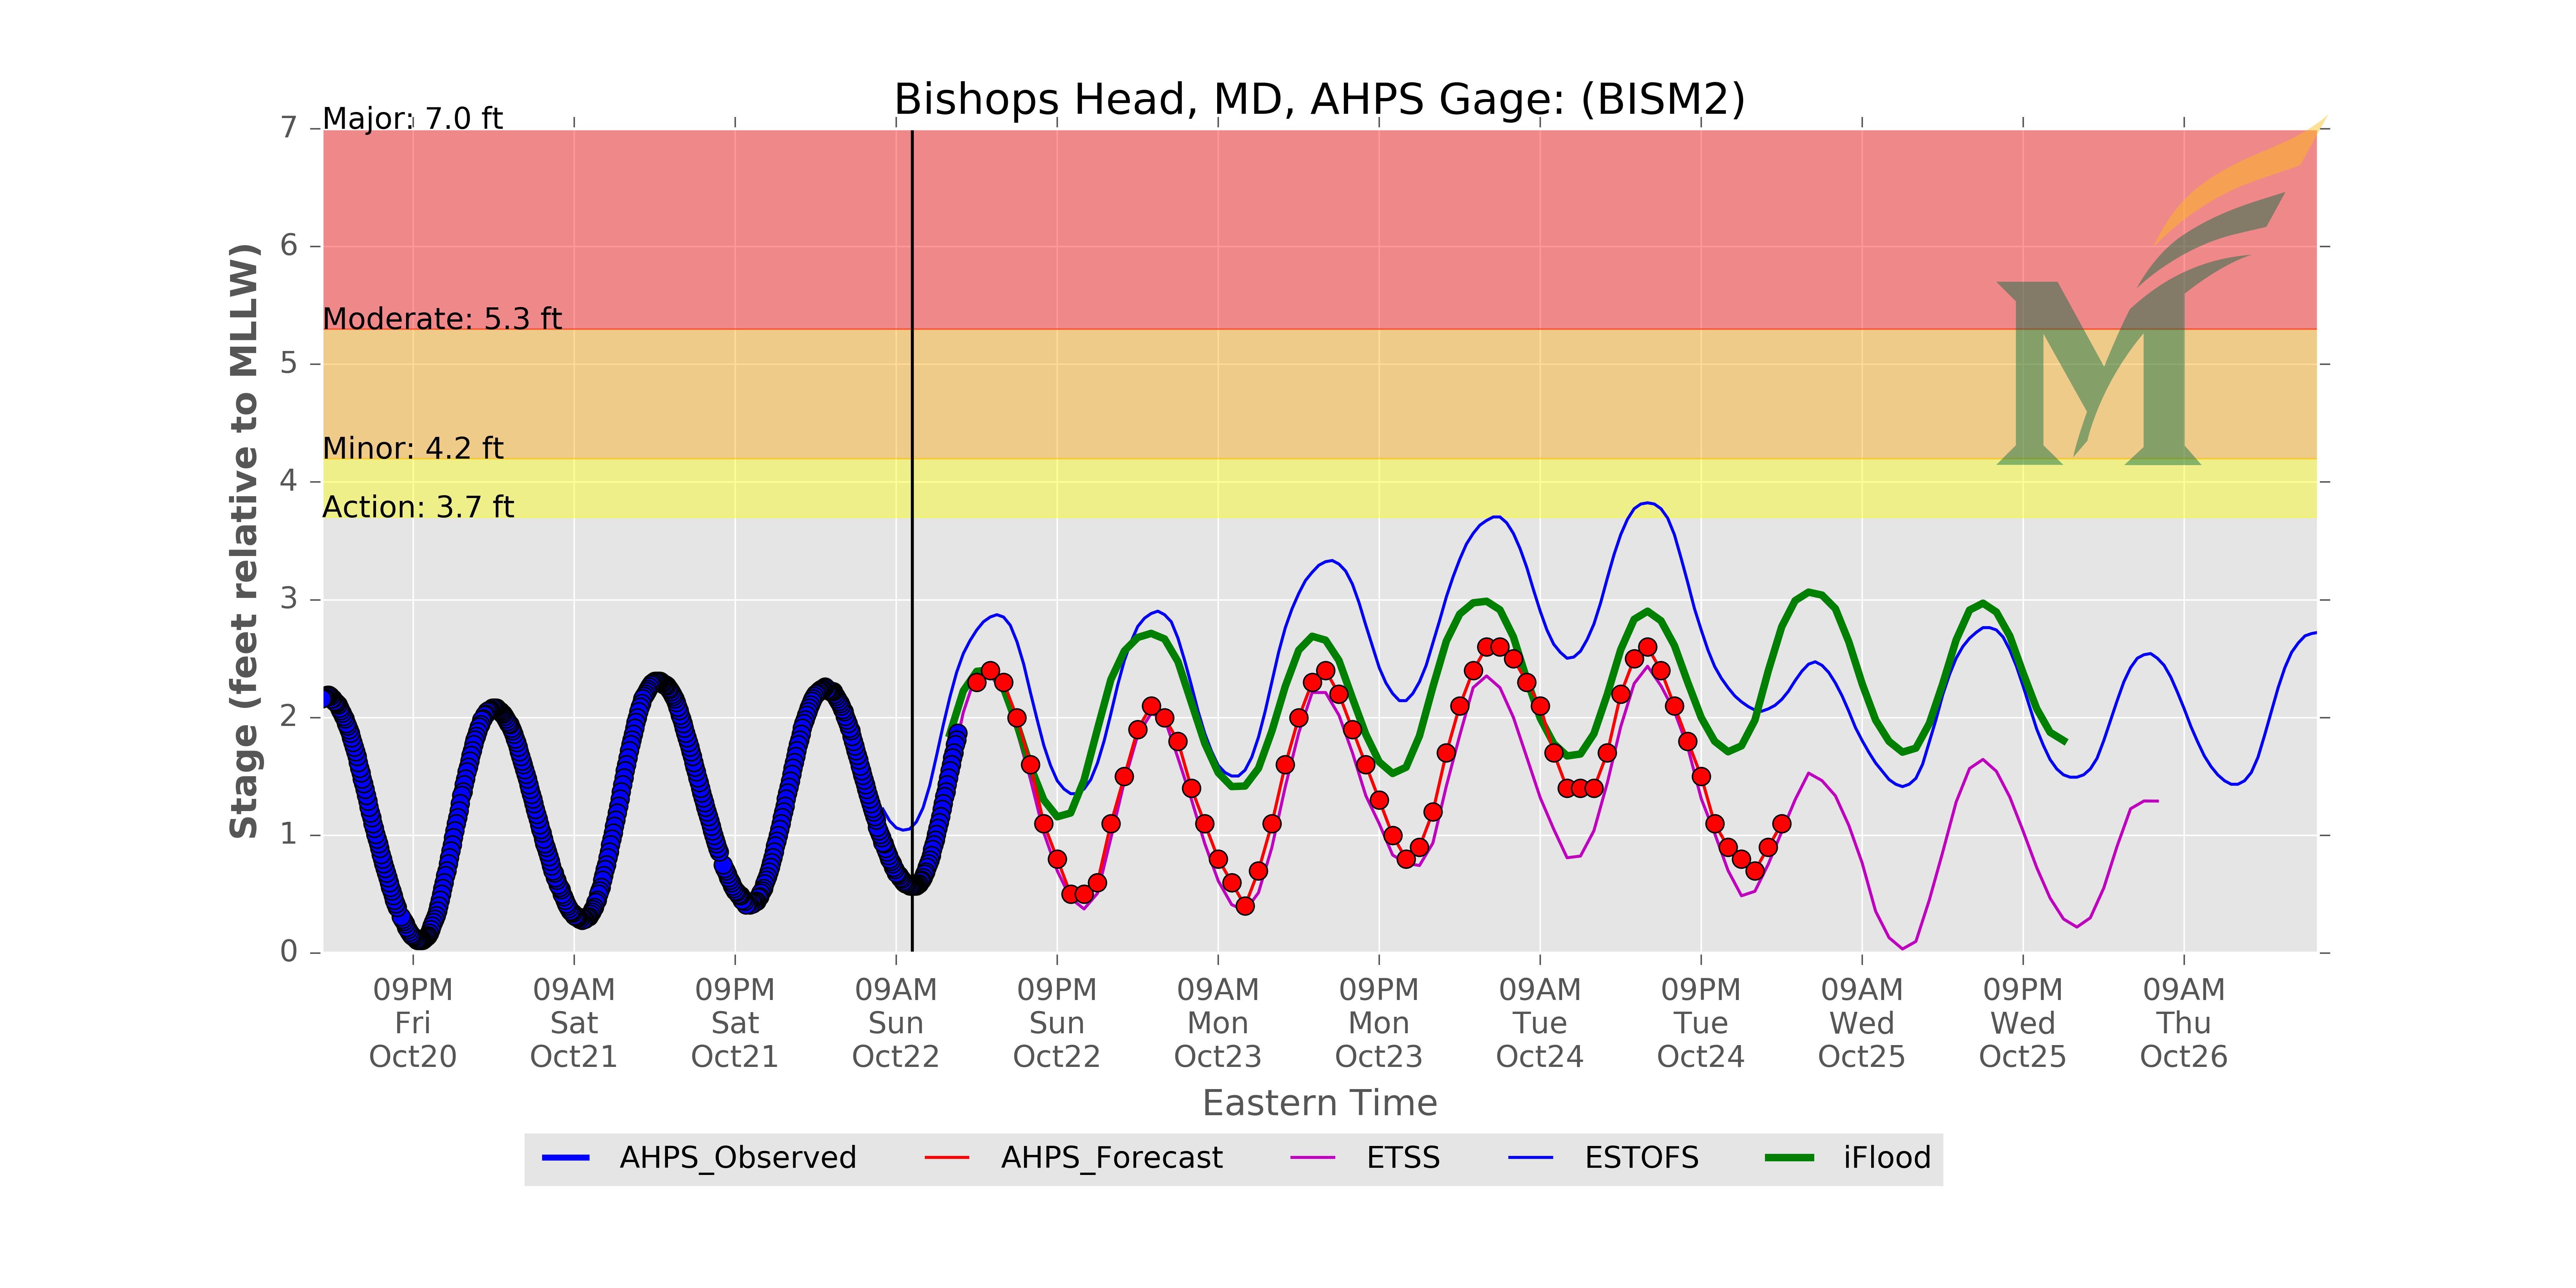 Bishops Head, MD, AHPS Gage: (BISM2)
Major: 7.0 ft
Moderate: 5.3 ft
Minor: 4.2 ft
Action: 3.7 ft
Stage (feet relative to MLLW)
7
6
5
4
3
2
1
0
09PM 09AM 09PM 09AM 09PM 09AM 09PM 09AM 09PM 09AM 09PM 09AM
Fri Sat Sat Sun Sun Mon Mon Tue Tue Wed Wed Thu
Oct20 Oct21 Oct21 Oct22 Oct22 Oct23 Oct23 Oct24 Oct24 Oct25 Oct25 Oct26
Eastern Time
AHPS_Observed AHPS_Forecast ETSS ESTOFS iFlood
M